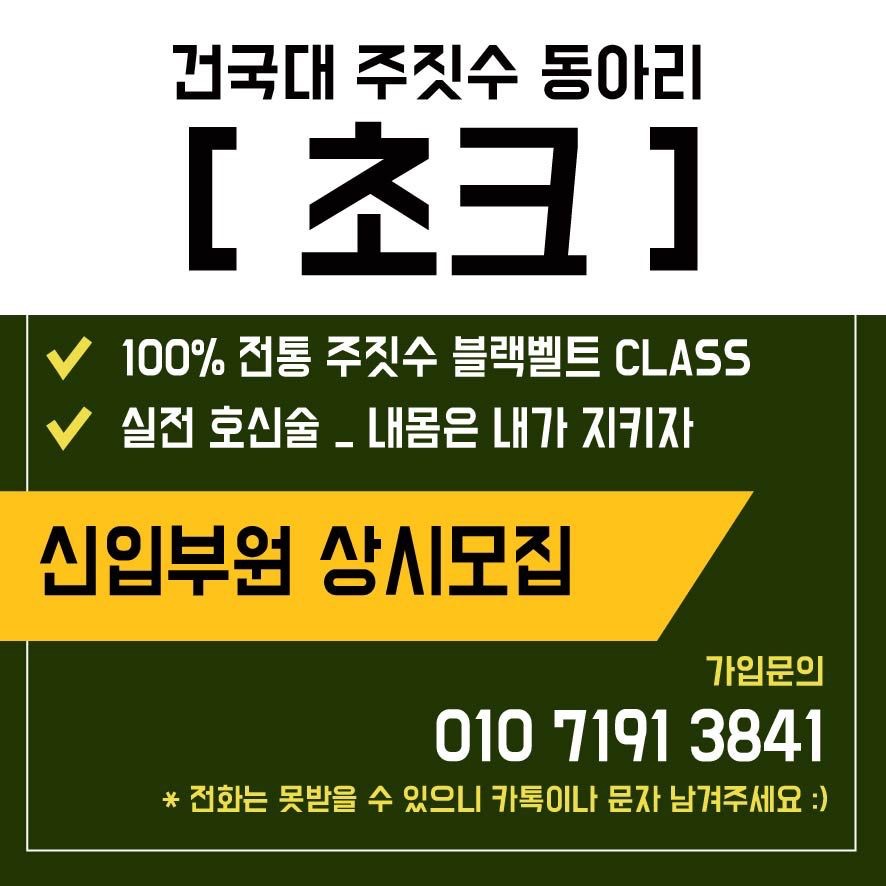 건국대 주짓수 동아리
[ 초크 ]
100% 전통 주짓수 블랙벨트 CLASS
실전 호신술 _ 내몸은 내가 지키자
신입부원 상시모집
가입문의
010 7191 3841
* 전화는 못받을 수 있으니 카톡이나 문자 남겨주세요 :)